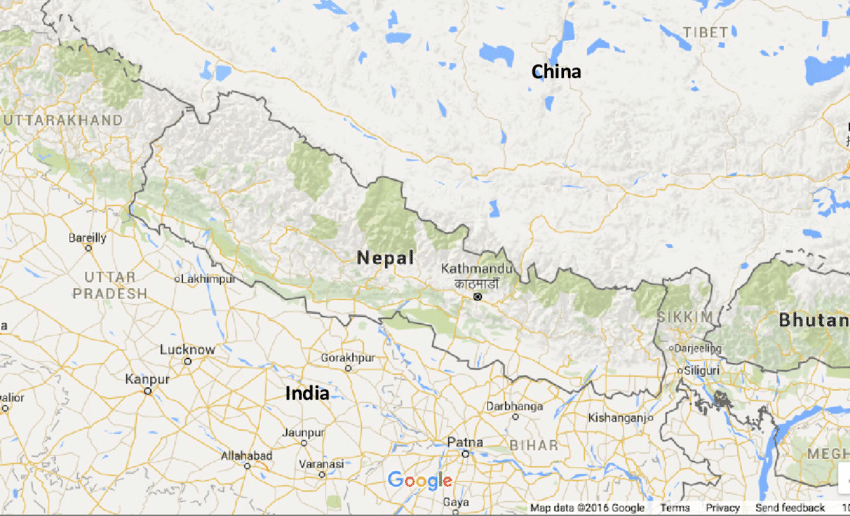 TIBET
China
UTTARAKHAND
Bareilly
Nepal
Kathmandu
काठमाडौँ
UTTAR
PRADESH
Lakhimpur
SIKKIM
Bhutan
Darjeeling
Siliguri
Lucknow
Gorakhpur
Kanpur
India
alior
Darbhanga
Kishanganj
Jaunpur
Patna
BIHAR
Allahabad
Varanasi
MEGH
Google
Gaya
Map data ©2016 Google Terms Privacy Send feedback 10